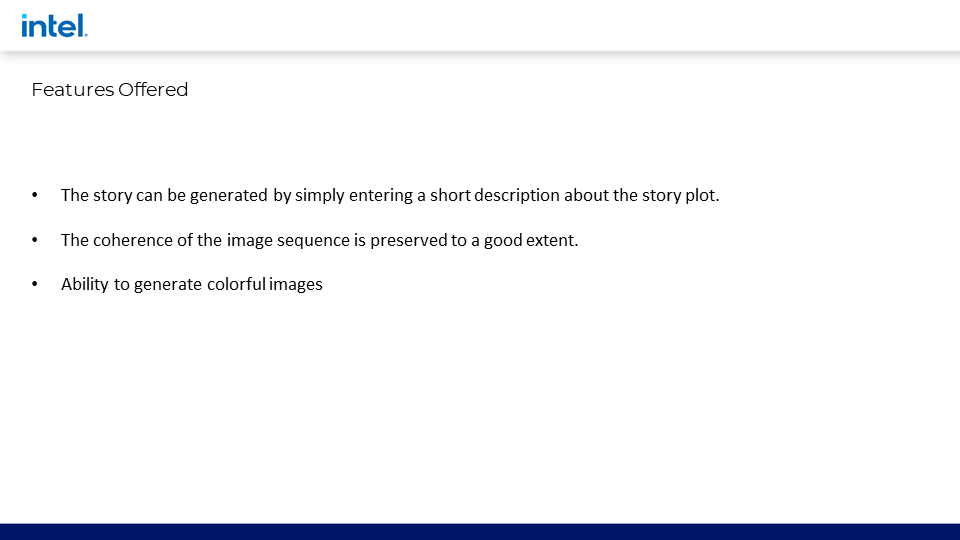 intel.
Features Offered
• The story can be generated by simply entering a short description about the story plot.
• The coherence of the image sequence is preserved to a good extent.
• Ability to generate colorful images